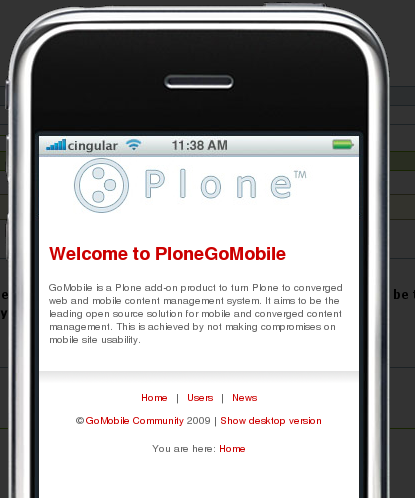 cingular 11:38 AM
Plone™
Welcome to PloneGoMobile
GoMobile is a Plone add-on product to turn Plone to converged
web and mobile content management system. It aims to be the
leading open source solution for mobile and converged content
management. This is achieved by not making compromises on
mobile site usability.
Home | Users | News
© GoMobile Community 2009 | Show desktop version
You are here: Home
be t